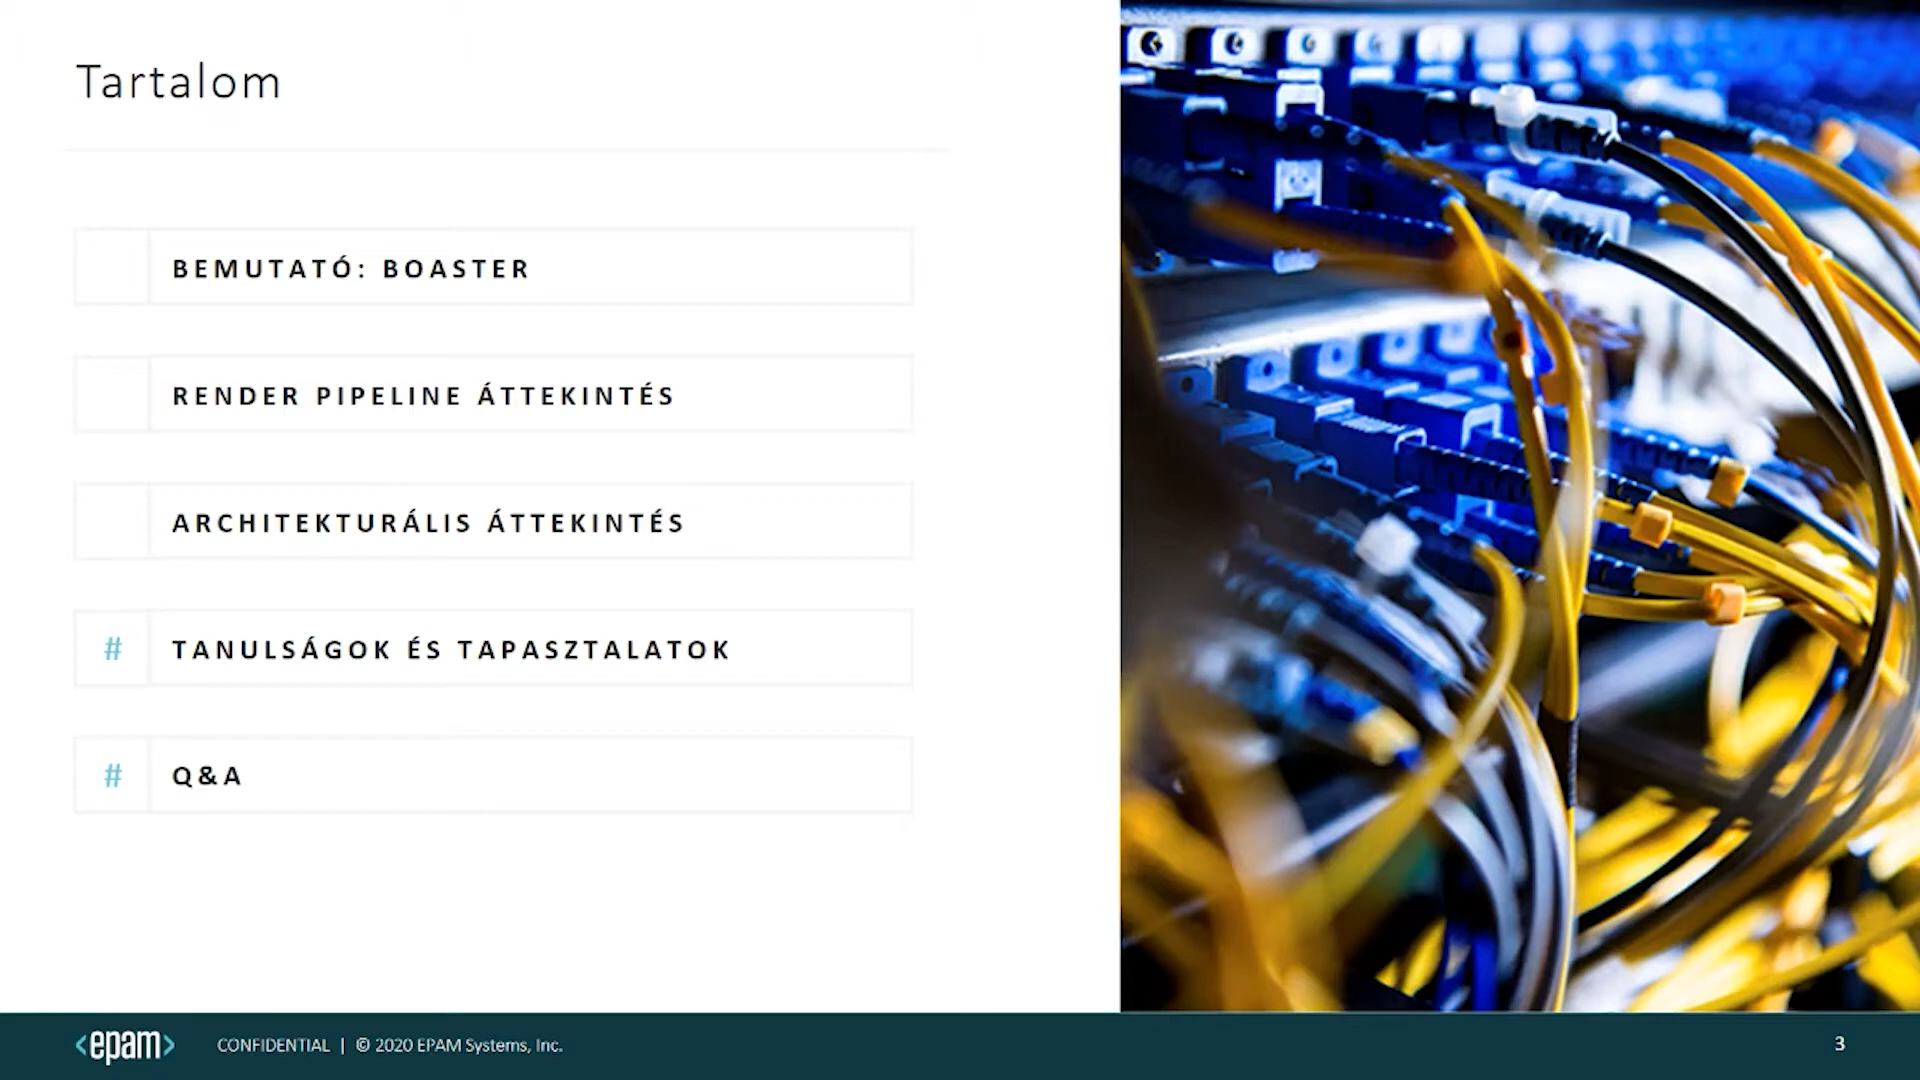 Tartalom
BEMUTATÓ: BOASTER
RENDER PIPELINE ÁTTEKINTÉS
ARCHITEKTURÁLIS ÁTTEKINTÉS
# TANULSÁGOK ÉS TAPASZTALATOK
# Q&A
<epam> CONFIDENTIAL | © 2020 EPAM Systems, Inc. 3